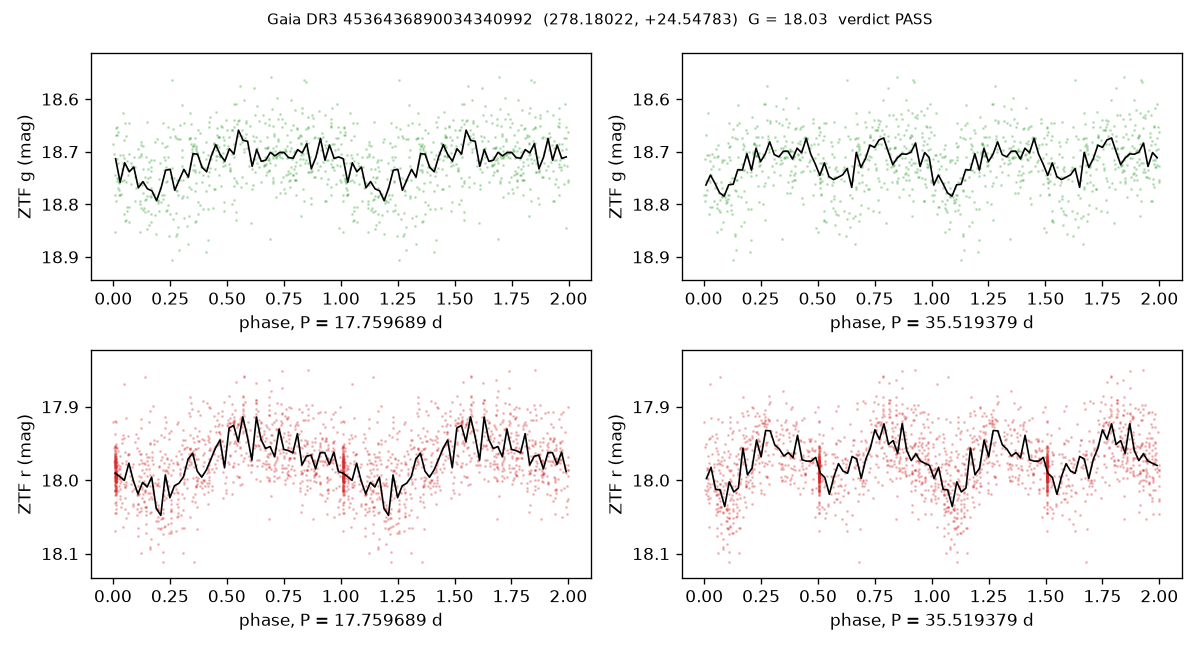 Gaia DR3 4536436890034340992 (278.18022, +24.54783) G = 18.03 verdict PASS
ZTF g (mag)
18.6
18.7
18.8
18.9
0.00 0.25 0.50 0.75 1.00 1.25 1.50 1.75 2.00
phase, P = 17.759689 d
ZTF g (mag)
18.6
18.7
18.8
18.9
0.00 0.25 0.50 0.75 1.00 1.25 1.50 1.75 2.00
phase, P = 35.519379 d
ZTF r (mag)
17.9
18.0
18.1
0.00 0.25 0.50 0.75 1.00 1.25 1.50 1.75 2.00
phase, P = 17.759689 d
ZTF r (mag)
17.9
18.0
18.1
0.00 0.25 0.50 0.75 1.00 1.25 1.50 1.75 2.00
phase, P = 35.519379 d